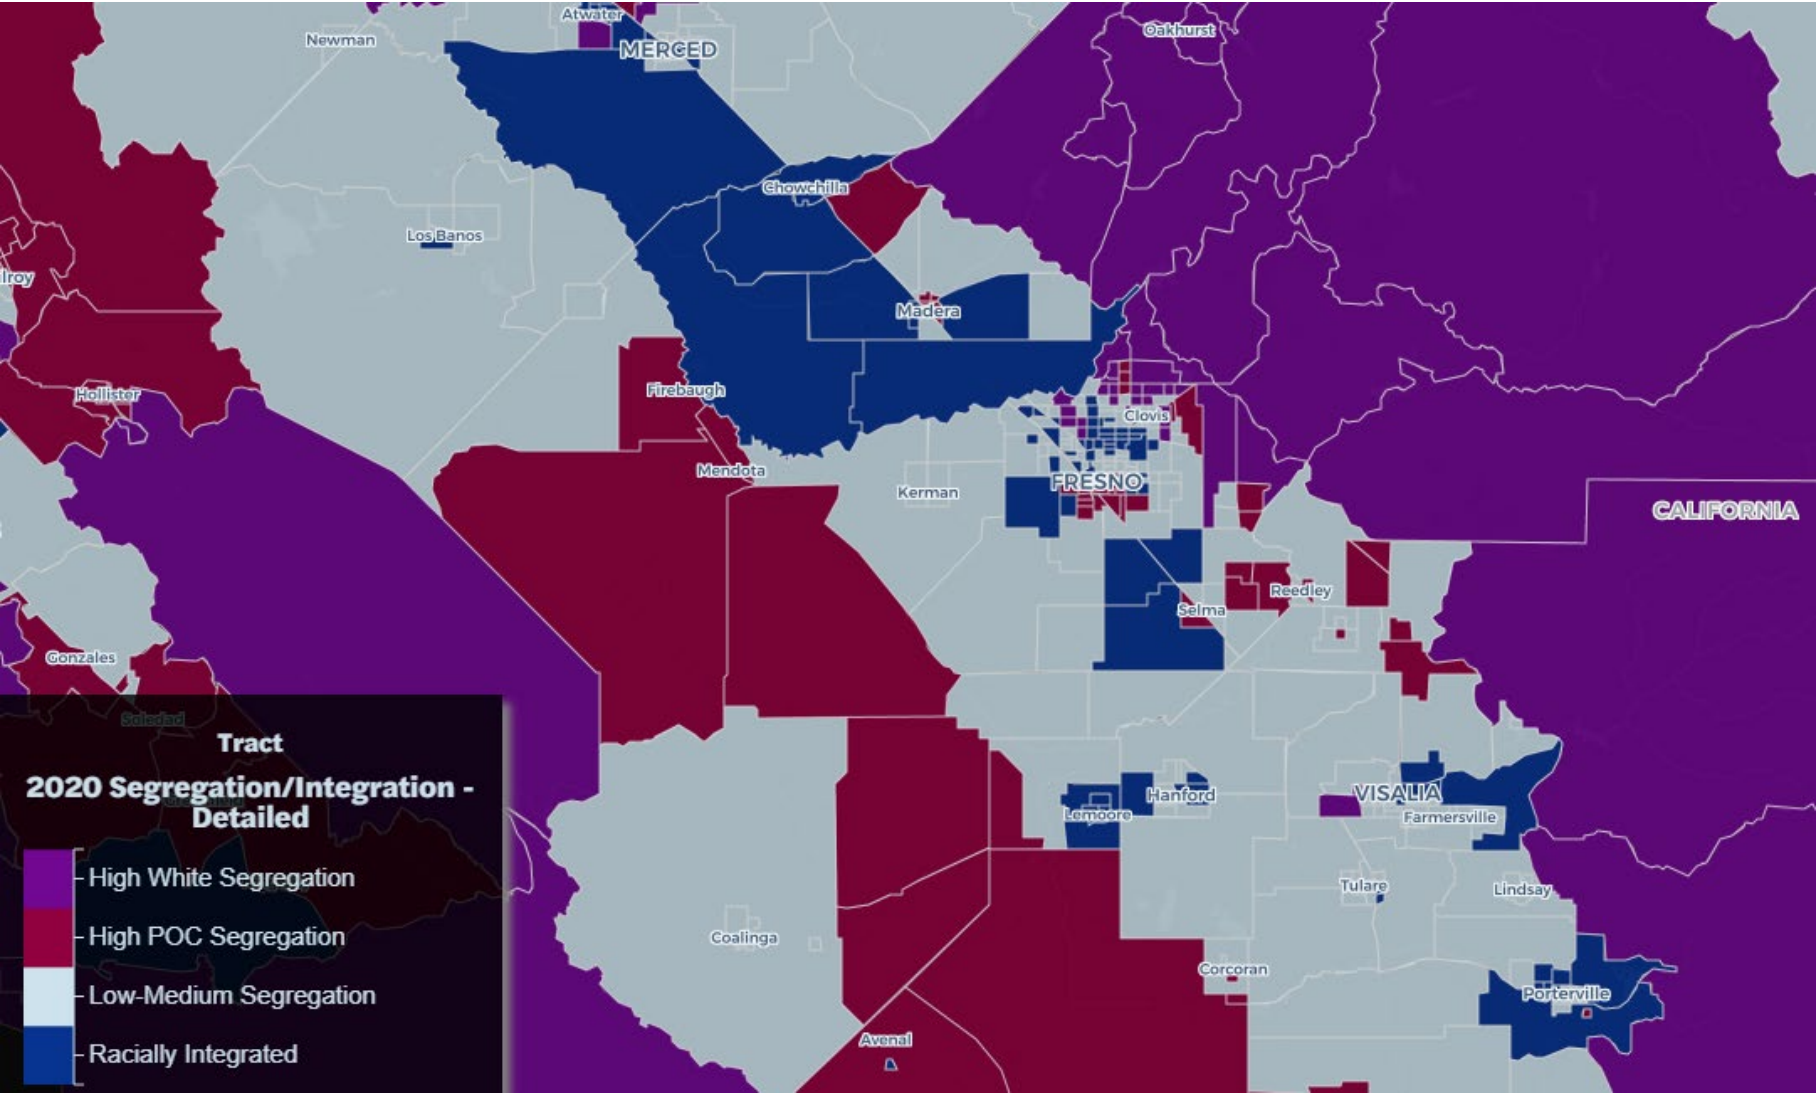 Atwater
Oakhurst
Newman
MERCED
Chowchilla
Los Banos
lroy
Madera
Firebaugh
Hollister
Clovis
Mendota
FRESNO
Kerman
CALIFORNIA
Reedley
Selma
Gonzales
Soledad
Tract
2020 Segregation/Integration -
Detailed
High White Segregation
High POC Segregation
Low-Medium Segregation
Racially Integrated
VISALIA
Hanford
Lemoore
Farmersville
Tulare
Lindsay
Coalinga
Corcoran
Porterville
Avenal